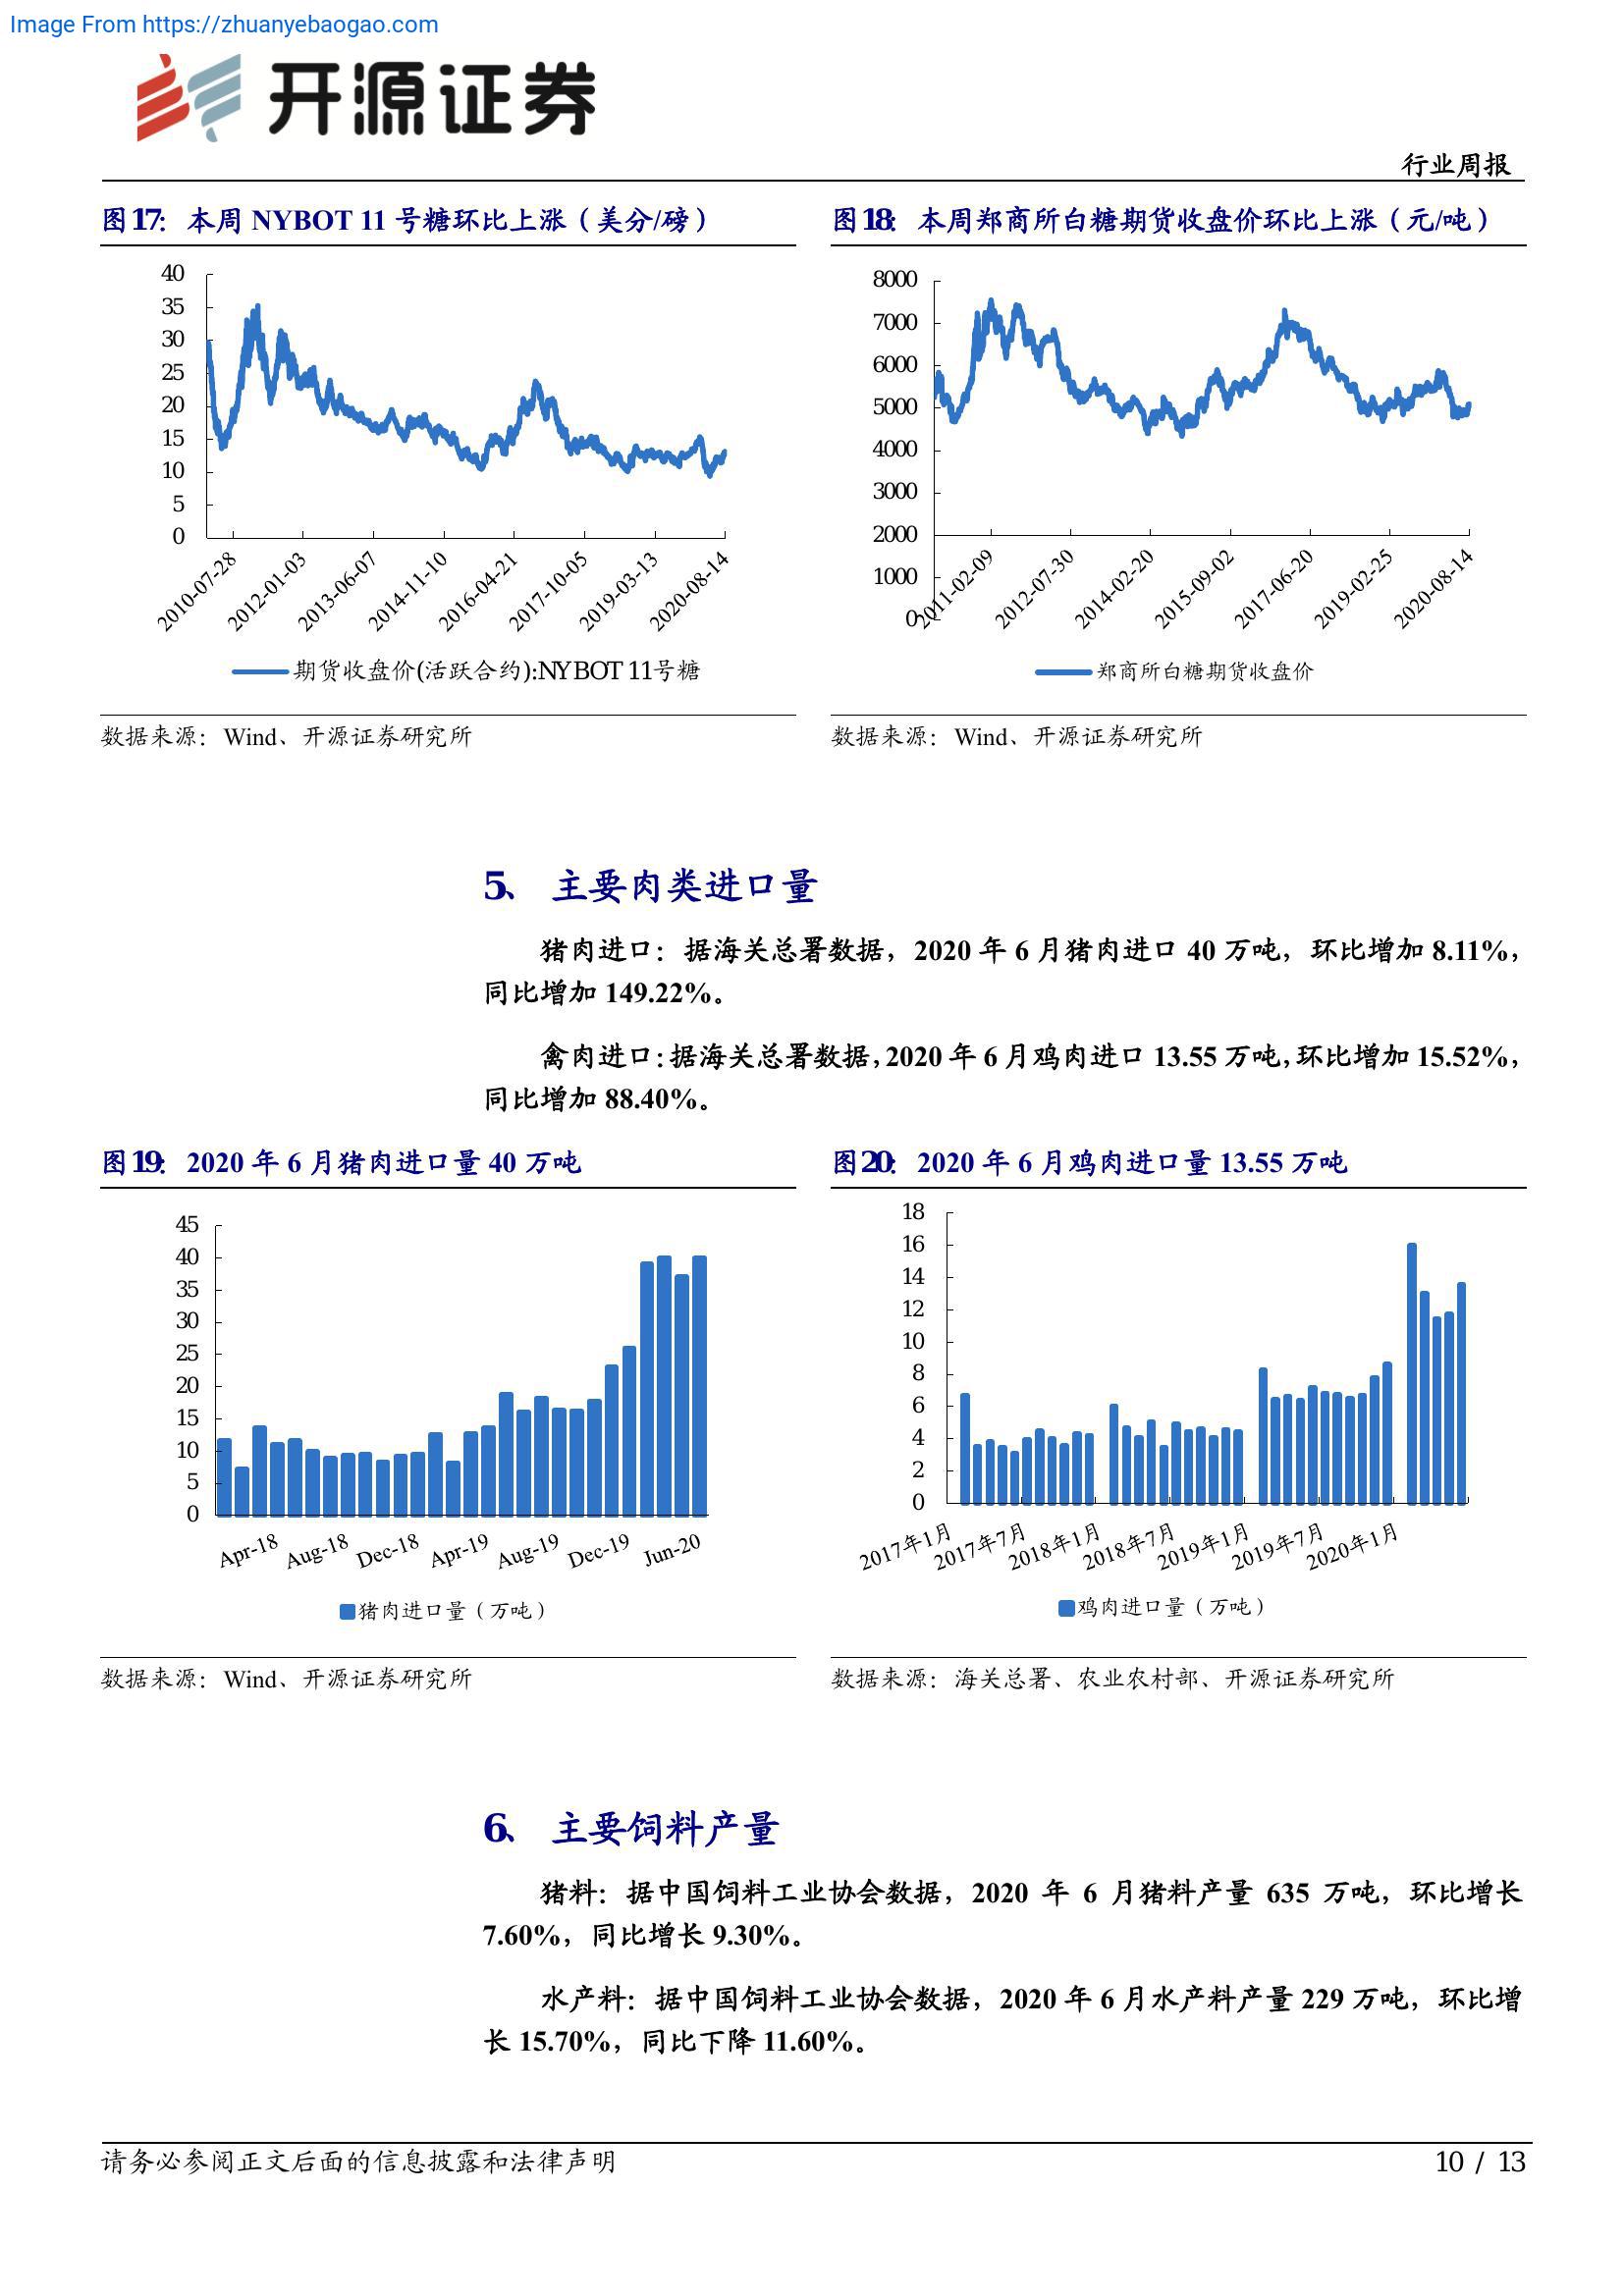 Image From https://zhuanyebaogao.com
开源证券
行业周报
图17： 本周 NYBOT 11 号糖环比上涨（美分/磅）
40
35
30
25
20
15
10
5
0
2010-07-28
2012-01-03
2013-06-07
2014-11-10
2016-04-21
2017-10-05
2019-03-13
2020-08-14
期货收盘价(活跃合约):NYBOT 11号糖
数据来源：Wind、开源证券研究所
图18： 本周郑商所白糖期货收盘价环比上涨（元/吨）
8000
7000
6000
5000
4000
3000
2000
1000
0
2011-02-09
2012-07-30
2014-02-20
2015-09-02
2017-06-20
2019-02-25
2020-08-14
郑商所白糖期货收盘价
数据来源：Wind、开源证券研究所
5、 主要肉类进口量
猪肉进口：据海关总署数据，2020 年 6 月猪肉进口 40 万吨，环比增加 8.11%，
同比增加 149.22%。
禽肉进口：据海关总署数据，2020 年 6 月鸡肉进口 13.55 万吨，环比增加 15.52%，
同比增加 88.40%。
图19： 2020 年 6 月猪肉进口量 40 万吨
45
40
35
30
25
20
15
10
5
0
Apr-18
Aug-18
Dec-18
Apr-19
Aug-19
Dec-19
Jun-20
猪肉进口量（万吨）
数据来源：Wind、开源证券研究所
图20： 2020 年 6 月鸡肉进口量 13.55 万吨
18
16
14
12
10
8
6
4
2
0
2017年1月
2017年7月
2018年1月
2018年7月
2019年1月
2019年7月
2020年1月
鸡肉进口量（万吨）
数据来源：海关总署、农业农村部、开源证券研究所
6、 主要饲料产量
猪料：据中国饲料工业协会数据，2020 年 6 月猪料产量 635 万吨，环比增长
7.60%，同比增长 9.30%。
水产料：据中国饲料工业协会数据，2020 年 6 月水产料产量 229 万吨，环比增
长 15.70%，同比下降 11.60%。
请务必参阅正文后面的信息披露和法律声明
10 / 13